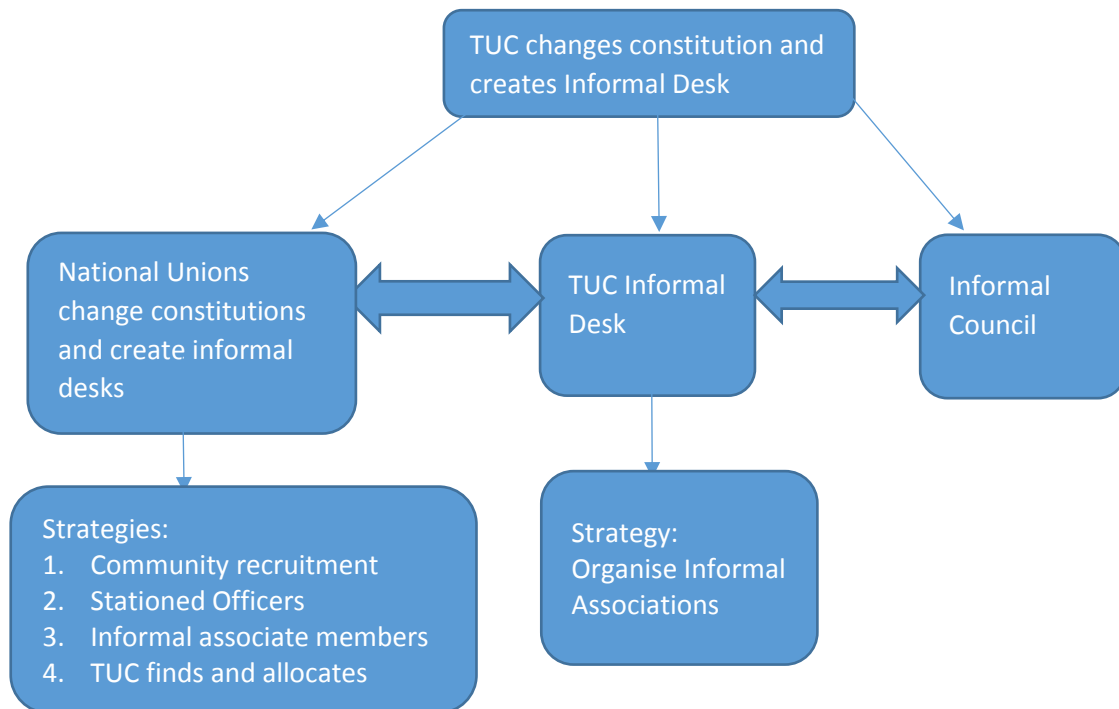 TUC changes constitution and
creates Informal Desk
National Unions
change constitutions
and create informal
desks
TUC Informal
Desk
Informal
Council
Strategies:
1. Community recruitment
2. Stationed Officers
3. Informal associate members
4. TUC finds and allocates
Strategy:
Organise Informal
Associations